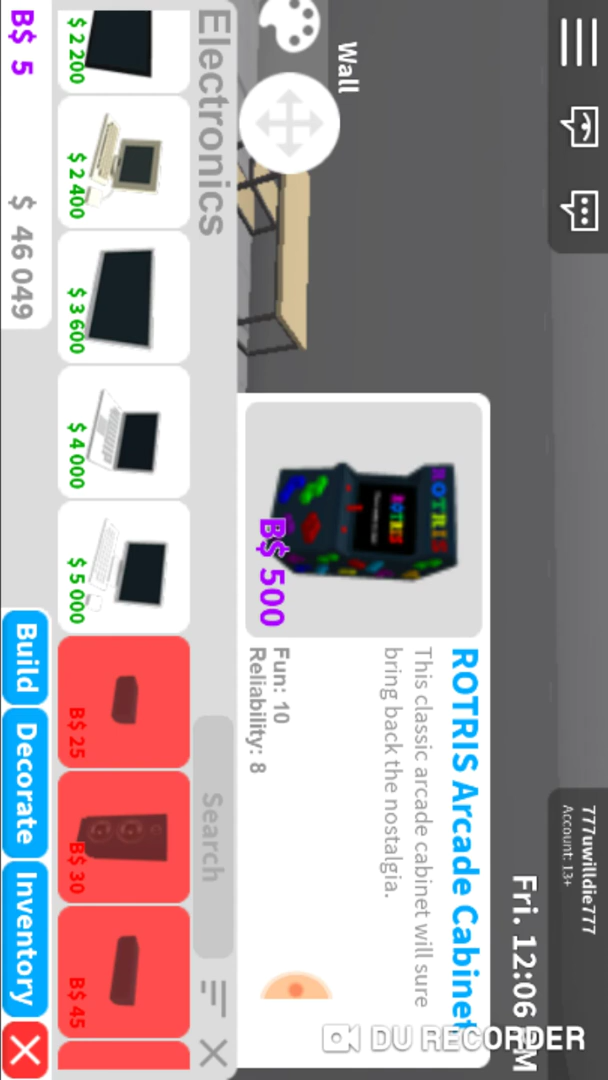 777uwilldie777
Account: 13+
Fri. 12:06 PM
Wall
ROTRIS Arcade Cabinet
This classic arcade cabinet will sure
bring back the nostalgia.
ROTRIS
ROTRIS
B$ 500
Fun: 10
Reliability: 8
Electronics
Search
$ 2 200
$ 2 400
$ 3 600
$ 4 000
$ 5 000
B$ 25
B$ 30
B$ 45
B$ 5
$ 46 049
Build
Decorate
Inventory
DU RECORDER